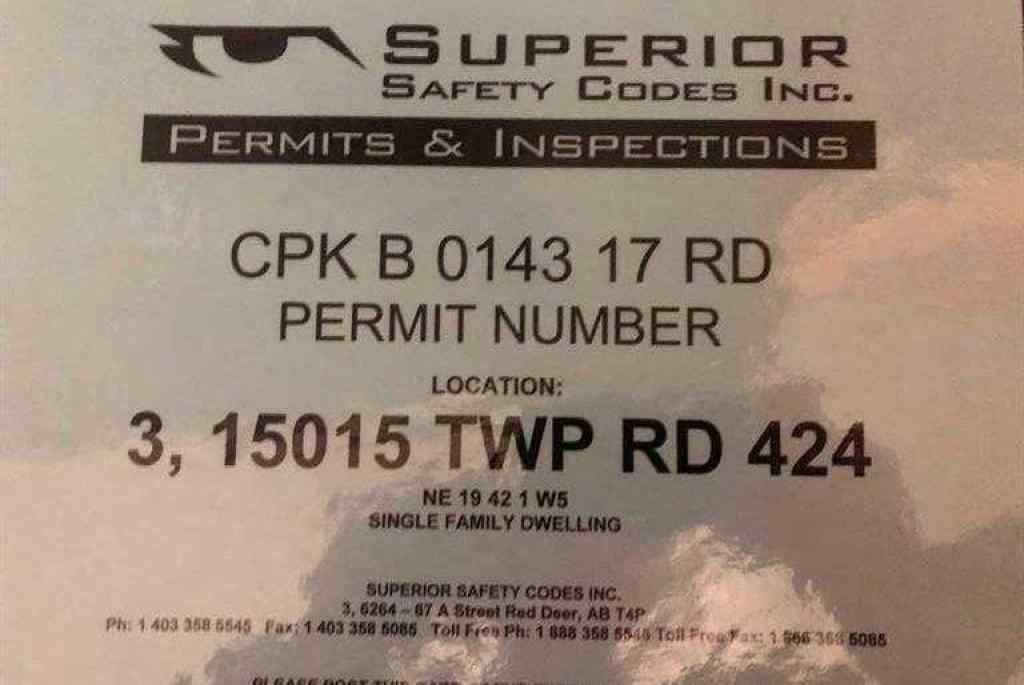 SUPERIOR
SAFETY CODES INC.
PERMITS & INSPECTIONS
CPK B 0143 17 RD
PERMIT NUMBER
LOCATION:
3, 15015 TWP RD 424
NE 19 42 1 W5
SINGLE FAMILY DWELLING
SUPERIOR SAFETY CODES INC.
3, 6264 – 67 A Street Red Deer, AB T4P
Ph: 1 403 358 5545 Fax: 1 403 358 5085 Toll Free Ph: 1 888 358 5545 Toll Free Fax: 1 866 358 5085
PLEASE POST THIS